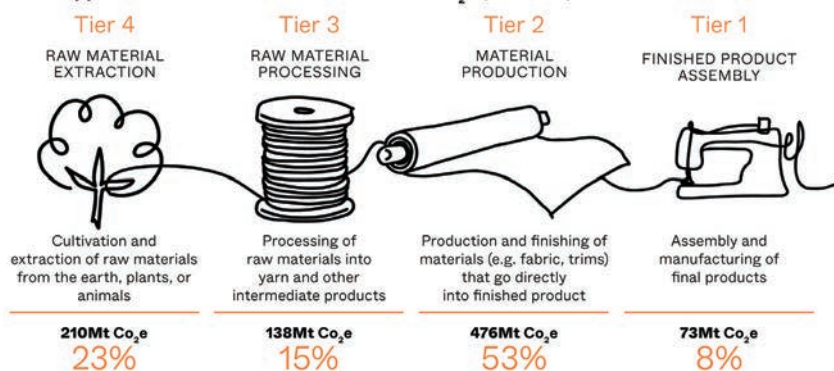 Tier 4
RAW MATERIAL
EXTRACTION
Cultivation and
extraction of raw materials
from the earth, plants, or
animals
210Mt Co₂e
23%
Tier 3
RAW MATERIAL
PROCESSING
Processing of
raw materials into
yarn and other
intermediate products
138Mt Co₂e
15%
Tier 2
MATERIAL
PRODUCTION
Production and finishing of
materials (e.g. fabric, trims)
that go directly
into finished product
476Mt Co₂e
53%
Tier 1
FINISHED PRODUCT
ASSEMBLY
Assembly and
manufacturing of
final products
73Mt Co₂e
8%